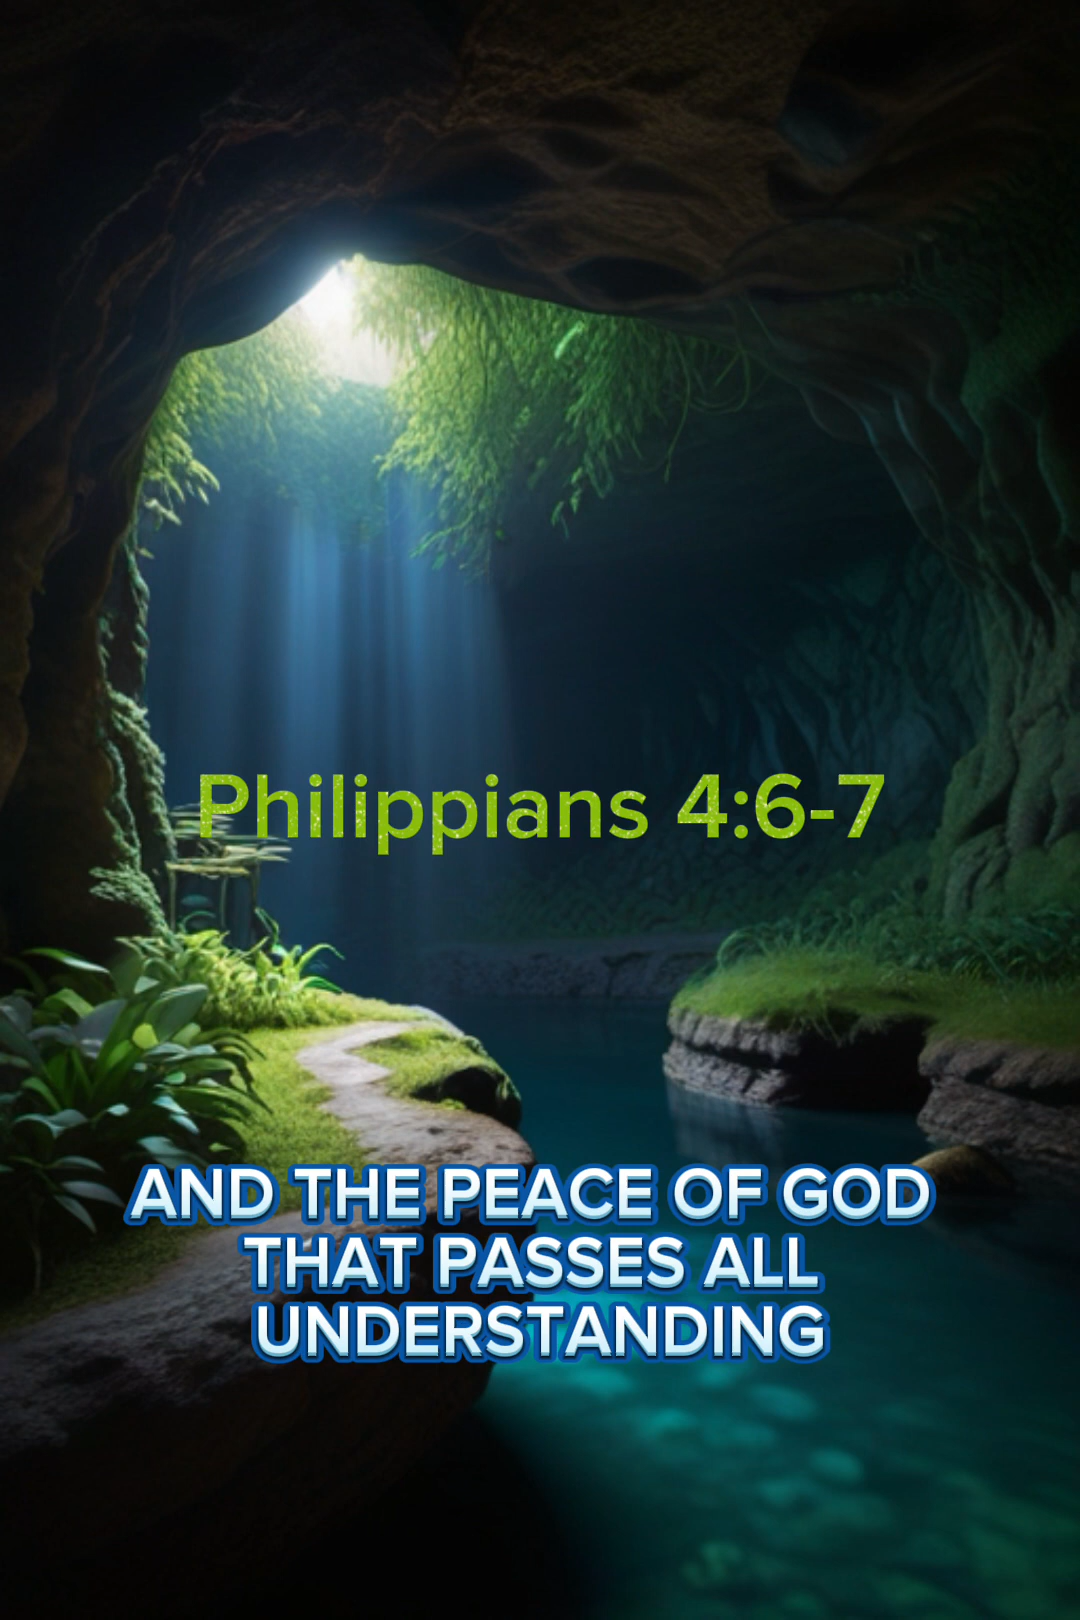 Philippians 4:6-7
AND THE PEACE OF GOD
THAT PASSES ALL
UNDERSTANDING